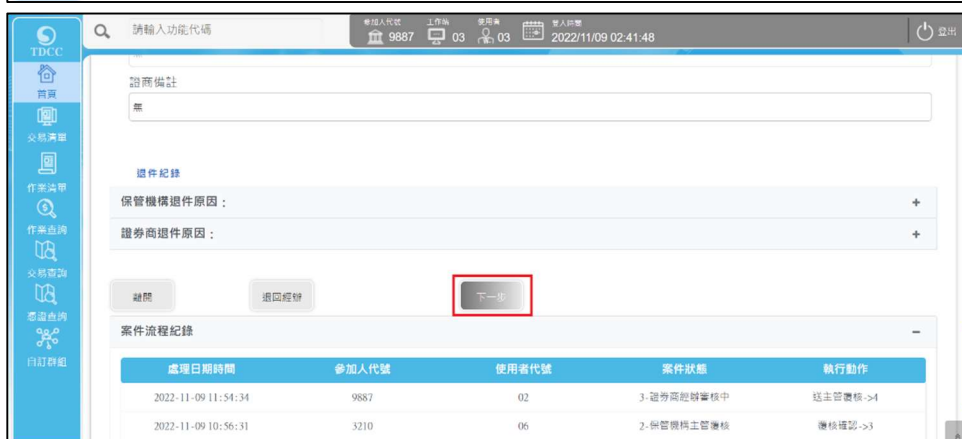 請輸入功能代碼
參加人代號 工作站 使用者 登入時間
9887 03 03 2022/11/09 02:41:48
登出
TDCC
首頁
交易清單
作業清單
作業查詢
交易查詢
憑證查詢
自訂群組
證商備註
無
退件紀錄
保管機構退件原因：
+
證券商退件原因：
+
離開 退回經辦 下一步
案件流程紀錄
−
處理日期時間 參加人代號 使用者代號 案件狀態 執行動作
2022-11-09 11:54:34 9887 02 3-證券商經辦審核中 送主管覆核->4
2022-11-09 10:56:31 3210 06 2-保管機構主管覆核 覆核確認->3